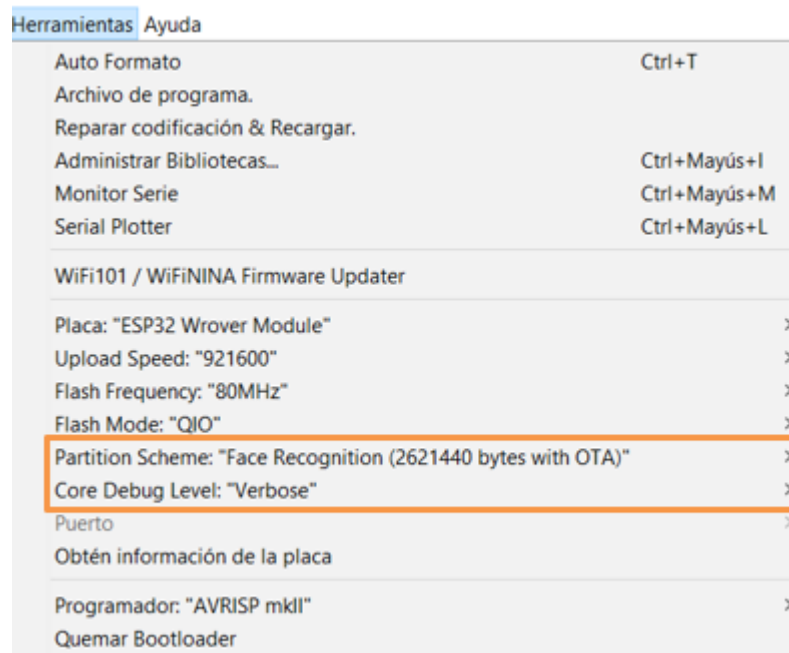 Herramientas Ayuda
Auto Formato Ctrl+T
Archivo de programa.
Reparar codificación & Recargar.
Administrar Bibliotecas... Ctrl+Mayús+I
Monitor Serie Ctrl+Mayús+M
Serial Plotter Ctrl+Mayús+L
WiFi101 / WiFiNINA Firmware Updater
Placa: "ESP32 Wrover Module"
Upload Speed: "921600"
Flash Frequency: "80MHz"
Flash Mode: "QIO"
Partition Scheme: "Face Recognition (2621440 bytes with OTA)"
Core Debug Level: "Verbose"
Puerto
Obtén información de la placa
Programador: "AVRISP mkII"
Quemar Bootloader